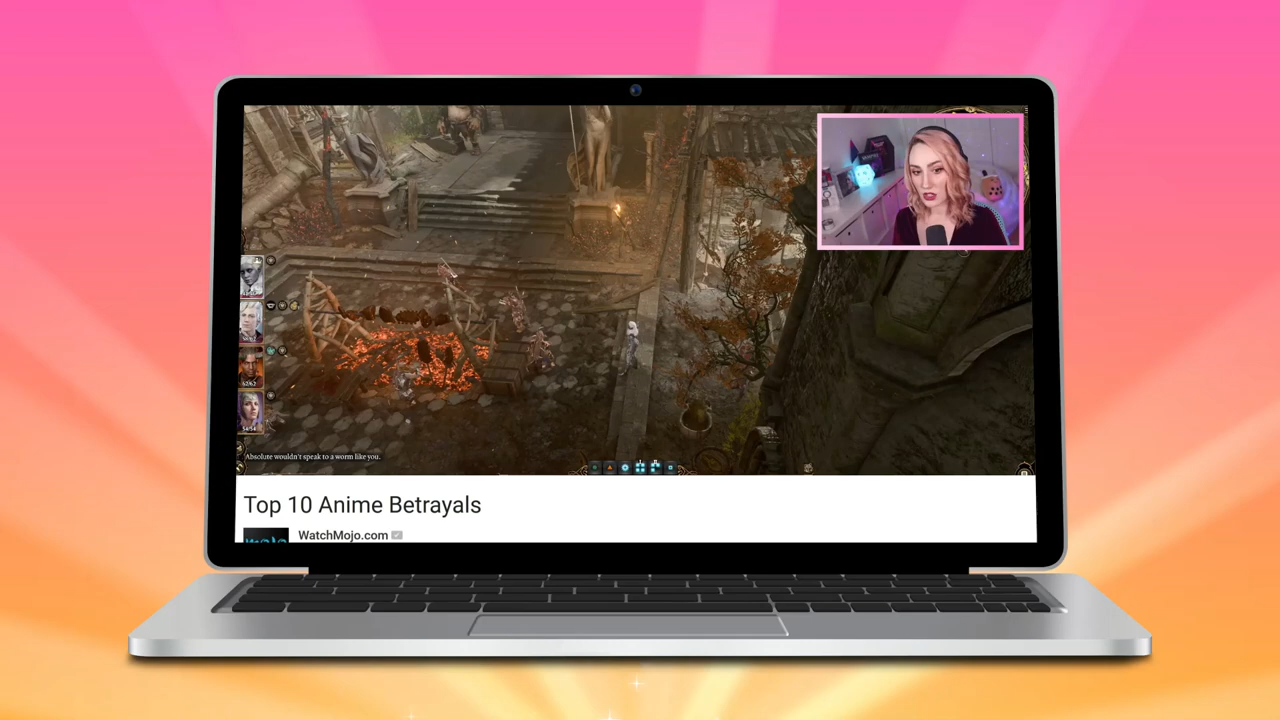 Absolute wouldn't speak to a worm like you.
Top 10 Anime Betrayals
WatchMojo.com